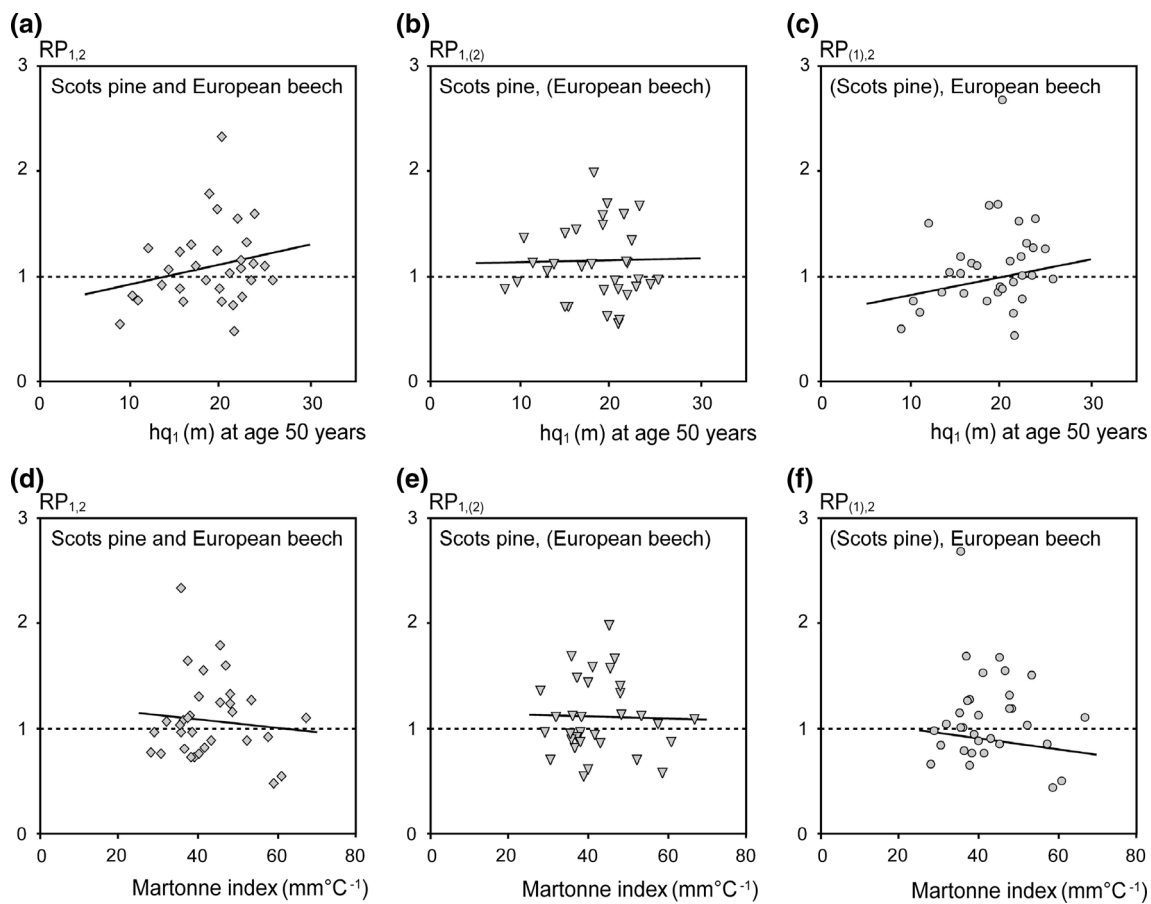 (a)
RP1,2
3
Scots pine and European beech
2
1
0
0 10 20 30
hq1 (m) at age 50 years
(b)
RP1,(2)
3
Scots pine, (European beech)
2
1
0
0 10 20 30
hq1 (m) at age 50 years
(c)
RP(1),2
3
(Scots pine), European beech
2
1
0
0 10 20 30
hq1 (m) at age 50 years
(d)
RP1,2
3
Scots pine and European beech
2
1
0
0 20 40 60 80
Martonne index (mm°C-1)
(e)
RP1,(2)
3
Scots pine, (European beech)
2
1
0
0 20 40 60 80
Martonne index (mm°C-1)
(f)
RP(1),2
3
(Scots pine), European beech
2
1
0
0 20 40 60 80
Martonne index (mm°C-1)